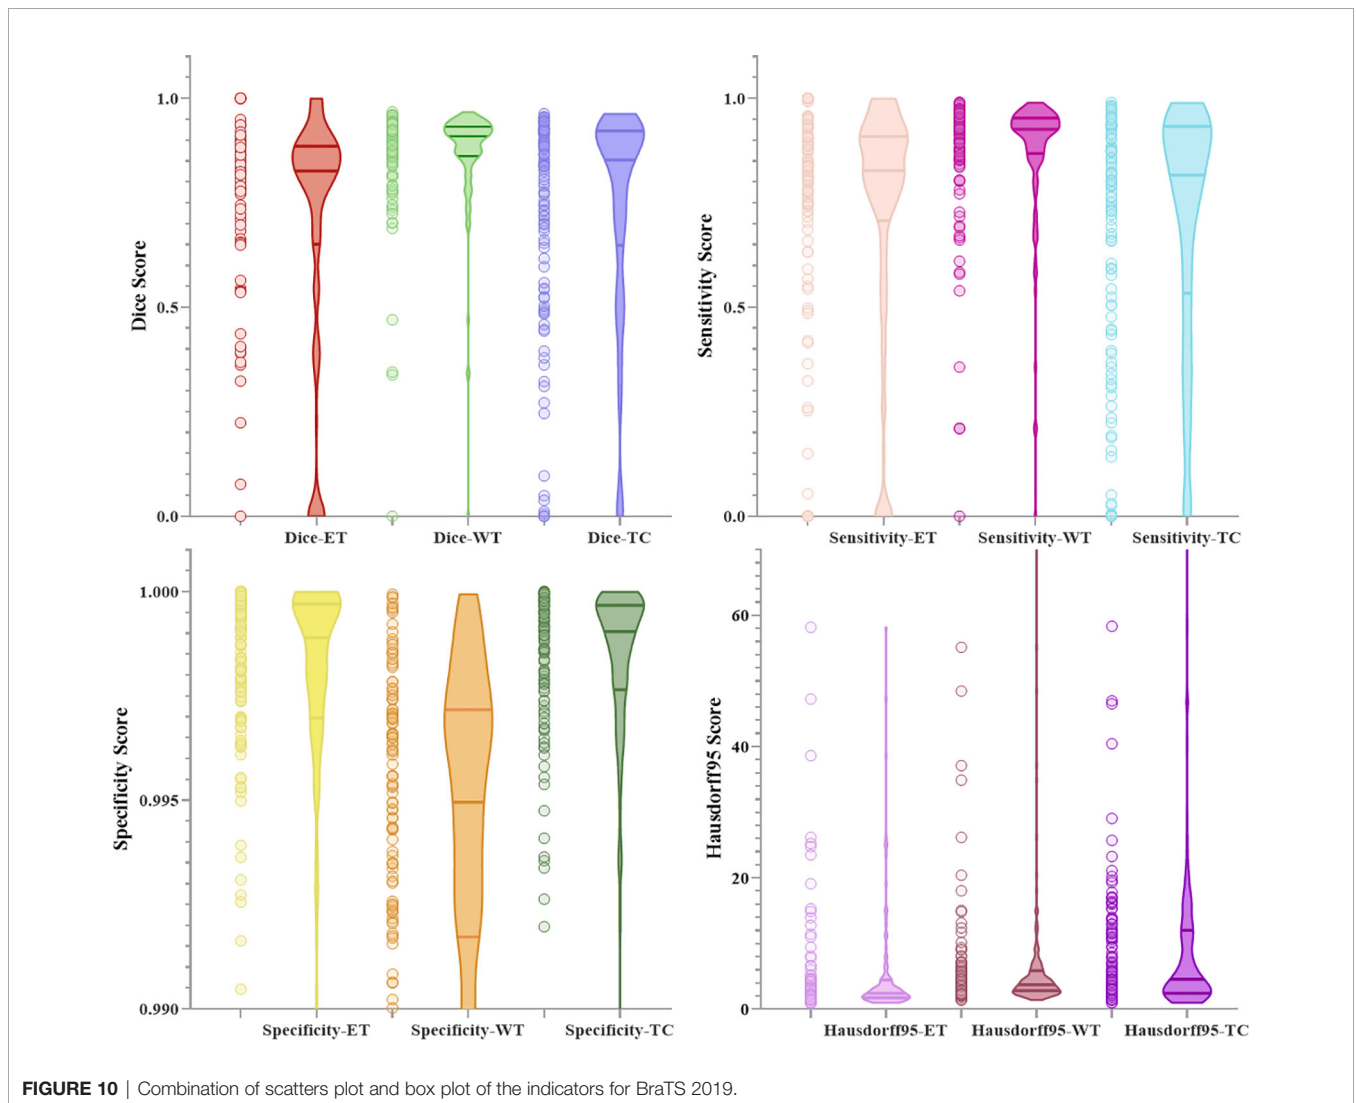 Dice Score
1.0
0.5
0.0
Dice-ET
Dice-WT
Dice-TC
Sensitivity Score
1.0
0.5
0.0
Sensitivity-ET
Sensitivity-WT
Sensitivity-TC
Specificity Score
1.000
0.995
0.990
Specificity-ET
Specificity-WT
Specificity-TC
Hausdorff95 Score
60
40
20
0
Hausdorff95-ET
Hausdorff95-WT
Hausdorff95-TC
FIGURE 10 | Combination of scatters plot and box plot of the indicators for BraTS 2019.